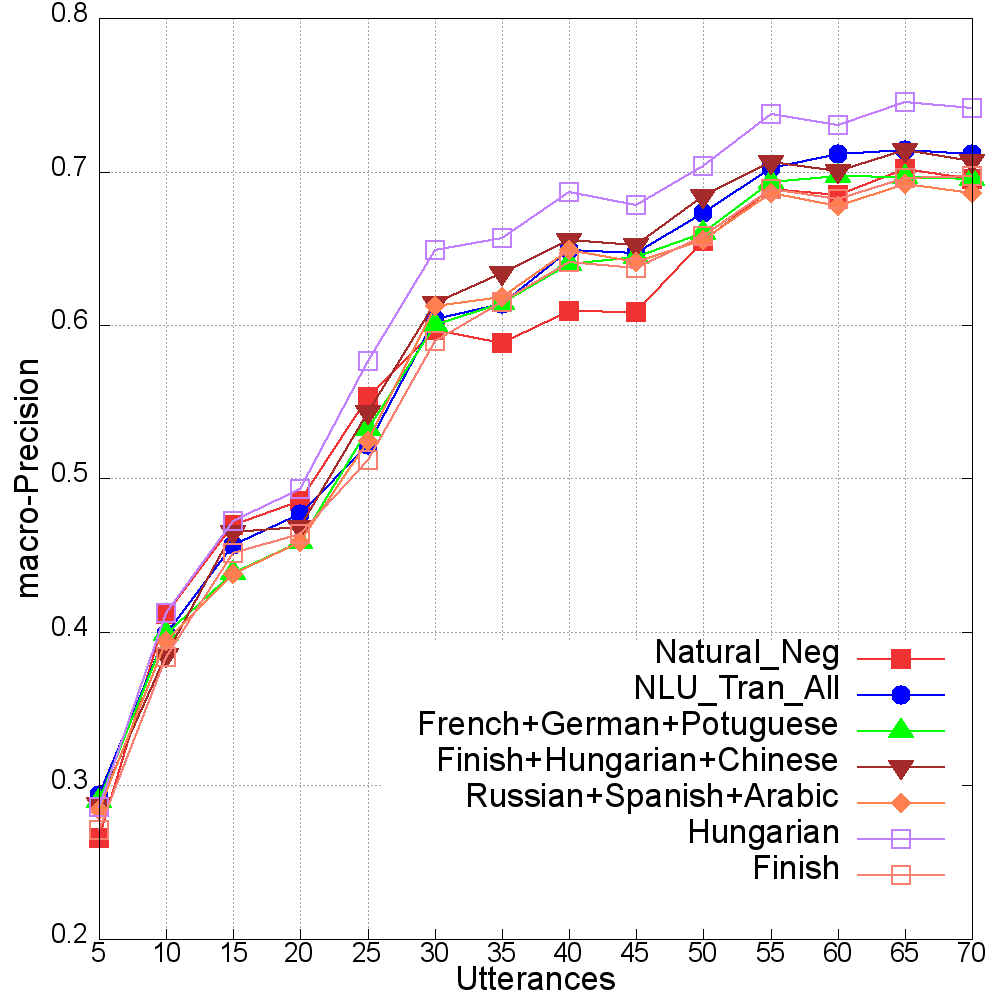 0.8
0.7
0.6
0.5
0.4
0.3
0.2
macro-Precision
Natural_Neg
NLU_Tran_All
French+German+Potuguese
Finish+Hungarian+Chinese
Russian+Spanish+Arabic
Hungarian
Finish
5 10 15 20 25 30 35 40 45 50 55 60 65 70
Utterances